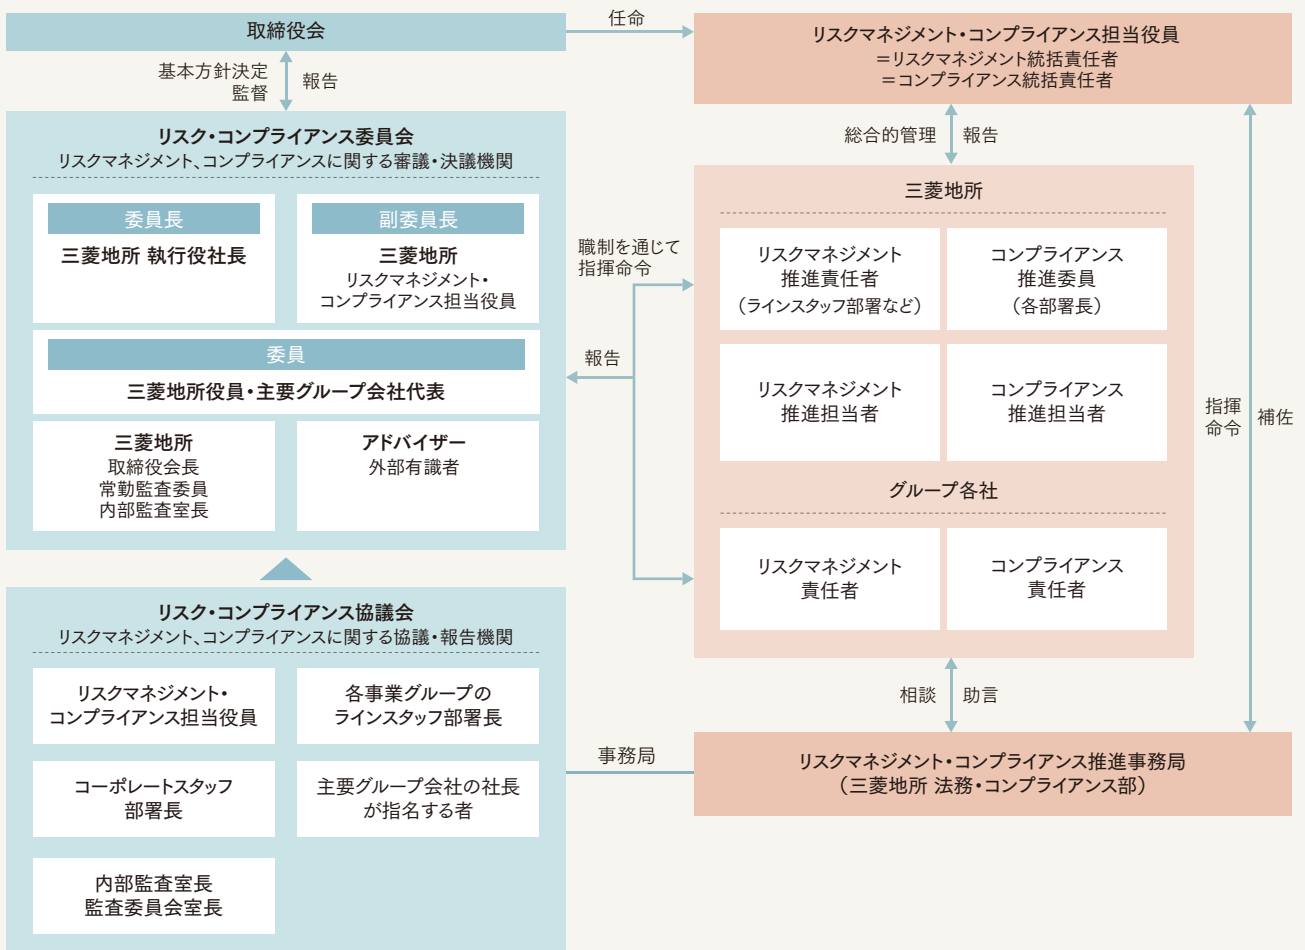 取締役会
任命
リスクマネジメント・コンプライアンス担当役員
＝リスクマネジメント統括責任者
＝コンプライアンス統括責任者
基本方針決定
監督
報告
リスク・コンプライアンス委員会
リスクマネジメント、コンプライアンスに関する審議・決議機関
委員長
三菱地所 執行役社長
副委員長
三菱地所
リスクマネジメント・
コンプライアンス担当役員
委員
三菱地所役員・主要グループ会社代表
三菱地所
取締役会長
常勤監査委員
内部監査室長
アドバイザー
外部有識者
職制を通じて
指揮命令
報告
総合的管理
報告
三菱地所
リスクマネジメント
推進責任者
（ラインスタッフ部署など）
コンプライアンス
推進委員
（各部署長）
リスクマネジメント
推進担当者
コンプライアンス
推進担当者
グループ各社
リスクマネジメント
責任者
コンプライアンス
責任者
指揮
命令
補佐
リスク・コンプライアンス協議会
リスクマネジメント、コンプライアンスに関する協議・報告機関
リスクマネジメント・
コンプライアンス担当役員
各事業グループの
ラインスタッフ部署長
コーポレートスタッフ
部署長
主要グループ会社の社長
が指名する者
内部監査室長
監査委員会室長
事務局
相談
助言
リスクマネジメント・コンプライアンス推進事務局
（三菱地所 法務・コンプライアンス部）